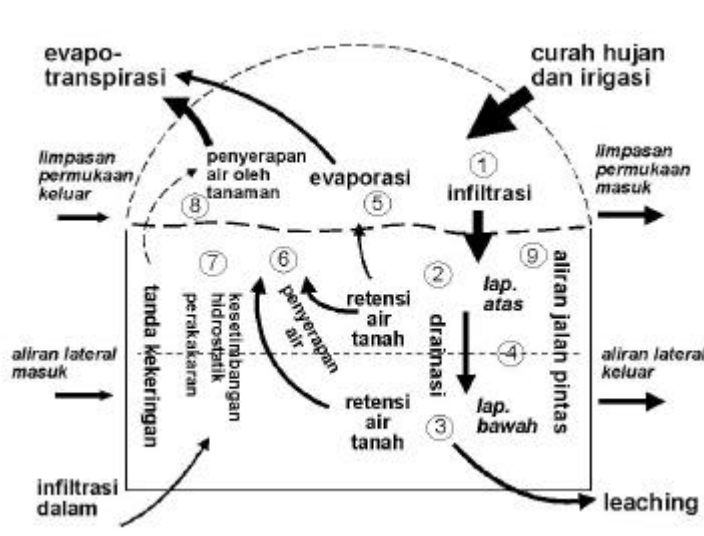 evapo-
transpirasi
curah hujan
dan irigasi
limpasan
permukaan
keluar
penyerapan
air oleh
tanaman
8
evaporasi
5
1
infiltrasi
limpasan
permukaan
masuk
7
6
2
9
tanda kekeringan
perakakaran
hidrostatik
kesetimbangan
penyerapan
air
retensi
air
tanah
drainasi
lap.
atas
4
aliran jalan pintas
aliran lateral
masuk
aliran lateral
keluar
retensi
air
tanah
3
lap.
bawah
infiltrasi
dalam
leaching